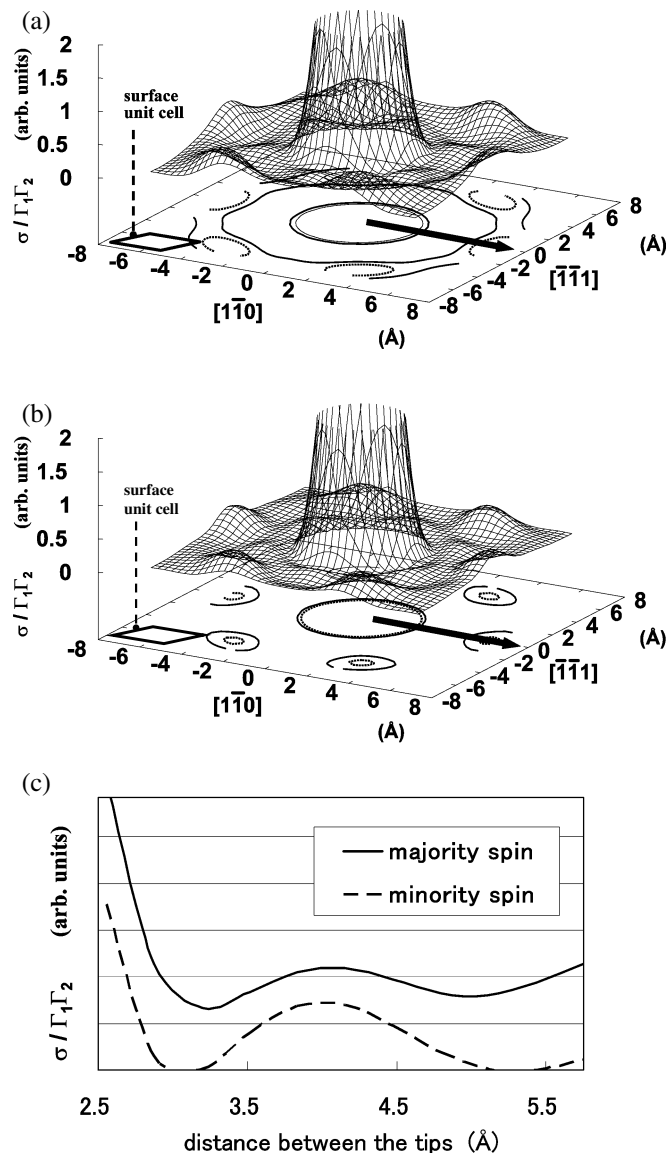 (a)
2
1.5
1
0.5
0
σ / Γ₁Γ₂ (arb. units)
surface
unit cell
-8 -6 -4 -2 0 2 4 6 8
[11̅0]
(Å)
-8 -6 -4 -2 0 2 4 6 8
[1̅1̅1]
(Å)
(b)
2
1.5
1
0.5
0
σ / Γ₁Γ₂ (arb. units)
surface
unit cell
-8 -6 -4 -2 0 2 4 6 8
[11̅0]
(Å)
-8 -6 -4 -2 0 2 4 6 8
[1̅1̅1]
(Å)
(c)
σ / Γ₁Γ₂ (arb. units)
majority spin
minority spin
2.5 3.5 4.5 5.5
distance between the tips (Å)